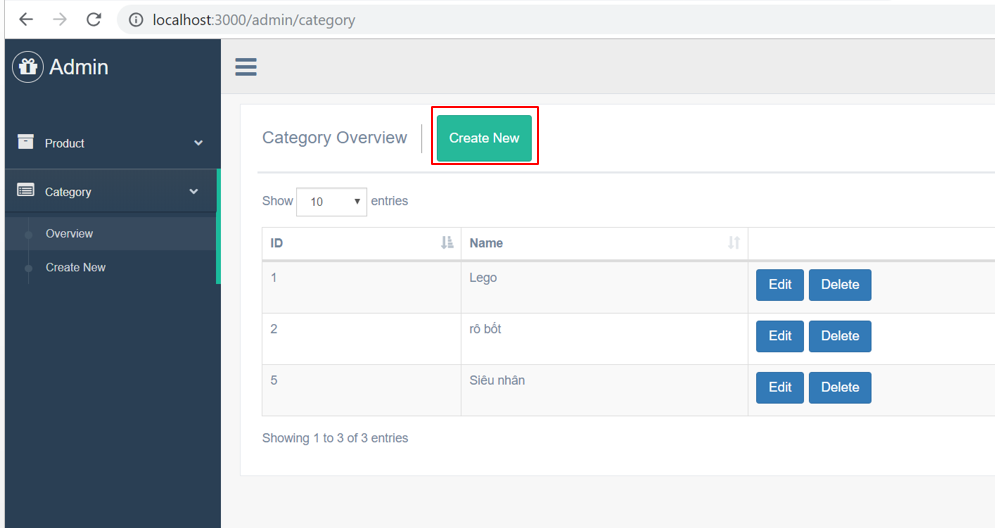 localhost:3000/admin/category
Admin
Product
Category
Overview
Create New
Category Overview
Create New
Show 10 entries
ID Name
1 Lego Edit Delete
2 rô bốt Edit Delete
5 Siêu nhân Edit Delete
Showing 1 to 3 of 3 entries